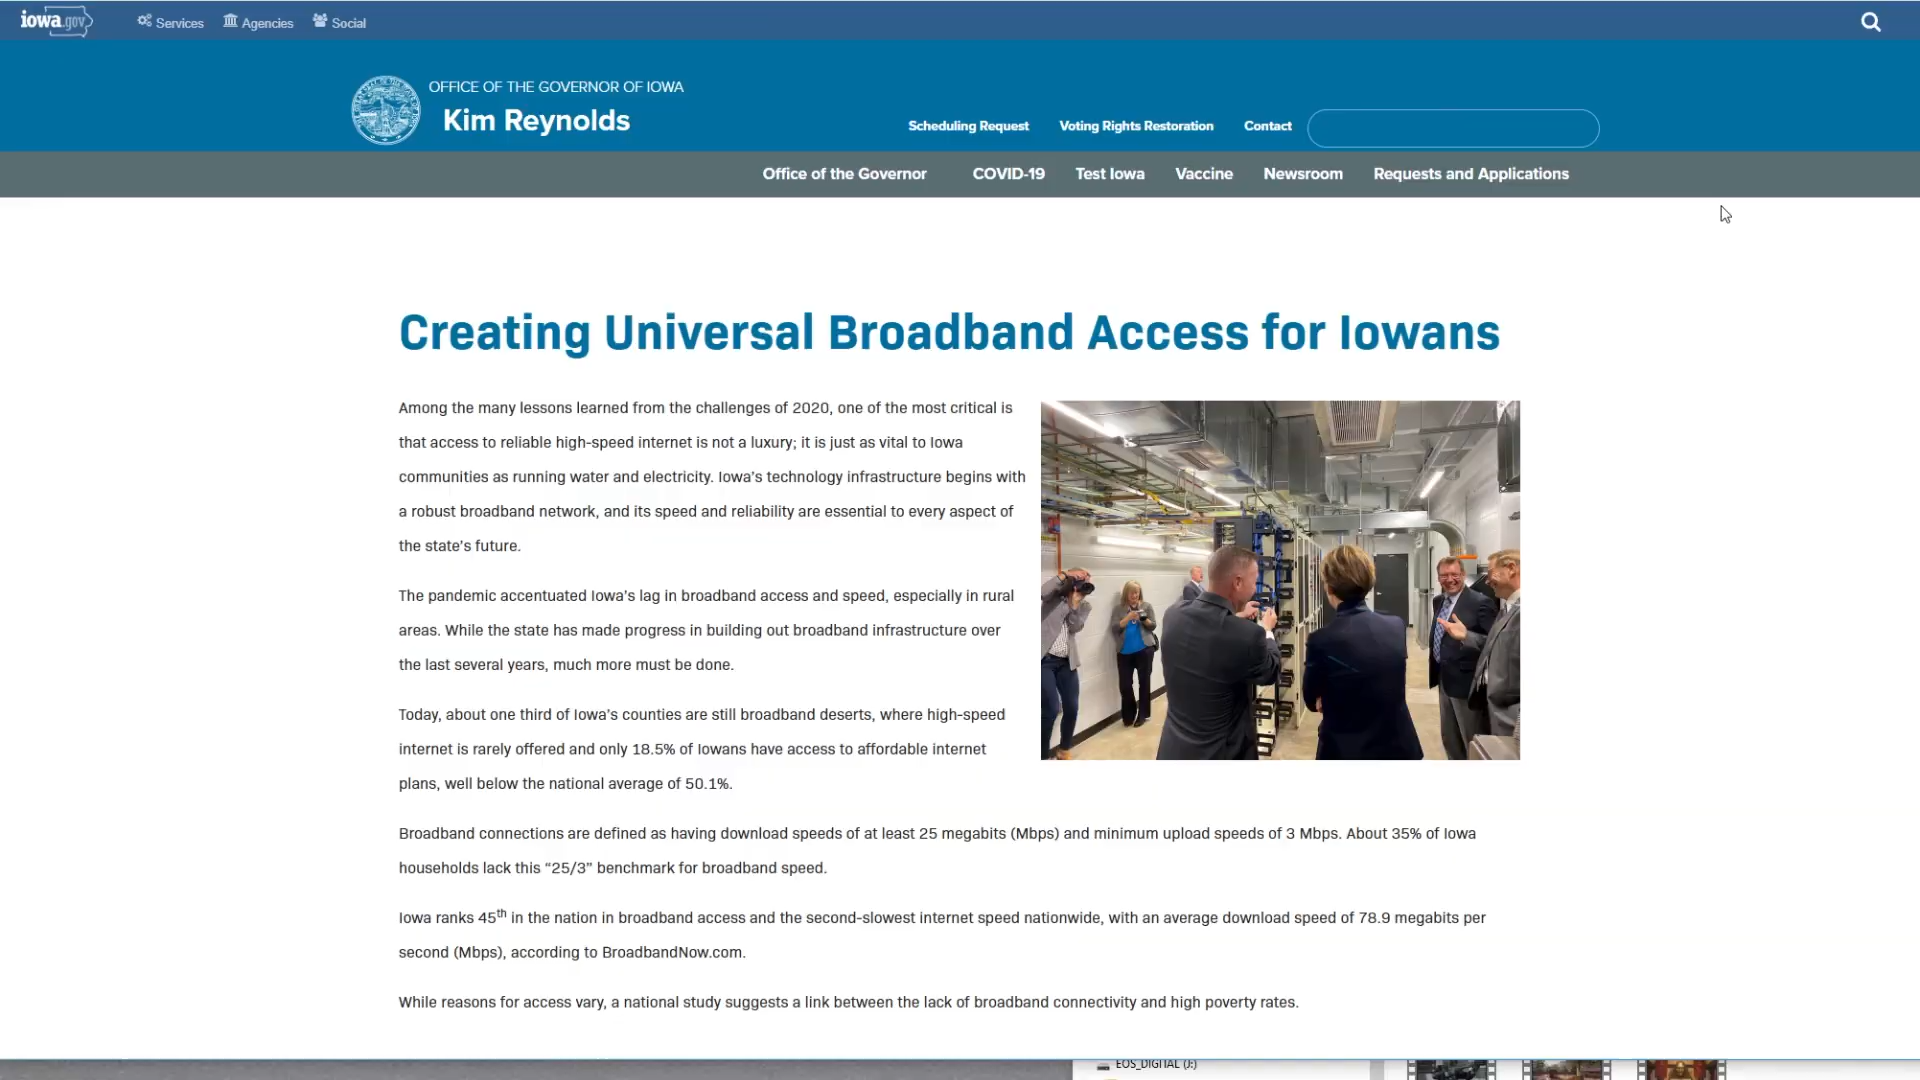 iowa.gov Services Agencies Social
OFFICE OF THE GOVERNOR OF IOWA
Kim Reynolds
Scheduling Request Voting Rights Restoration Contact
Office of the Governor COVID-19 Test Iowa Vaccine Newsroom Requests and Applications
Creating Universal Broadband Access for Iowans
Among the many lessons learned from the challenges of 2020, one of the most critical is
that access to reliable high-speed internet is not a luxury; it is just as vital to Iowa
communities as running water and electricity. Iowa's technology infrastructure begins with
a robust broadband network, and its speed and reliability are essential to every aspect of
the state's future.
The pandemic accentuated Iowa's lag in broadband access and speed, especially in rural
areas. While the state has made progress in building out broadband infrastructure over
the last several years, much more must be done.
Today, about one third of Iowa's counties are still broadband deserts, where high-speed
internet is rarely offered and only 18.5% of Iowans have access to affordable internet
plans, well below the national average of 50.1%.
Broadband connections are defined as having download speeds of at least 25 megabits (Mbps) and minimum upload speeds of 3 Mbps. About 35% of Iowa
households lack this “25/3” benchmark for broadband speed.
Iowa ranks 45th in the nation in broadband access and the second-slowest internet speed nationwide, with an average download speed of 78.9 megabits per
second (Mbps), according to BroadbandNow.com.
While reasons for access vary, a national study suggests a link between the lack of broadband connectivity and high poverty rates.
EOS_DIGITAL (J:)